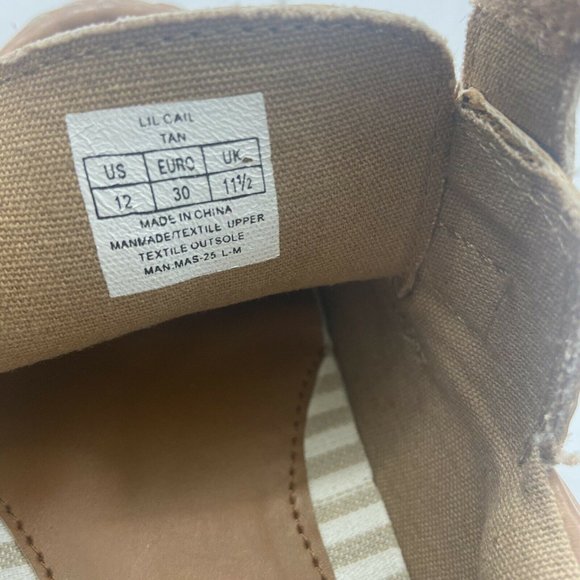 LIL CAIL
TAN
US EURO UK
12 30 11½
MADE IN CHINA
MANMADE/TEXTILE UPPER
TEXTILE OUTSOLE
MAN.MAS-25 L-M